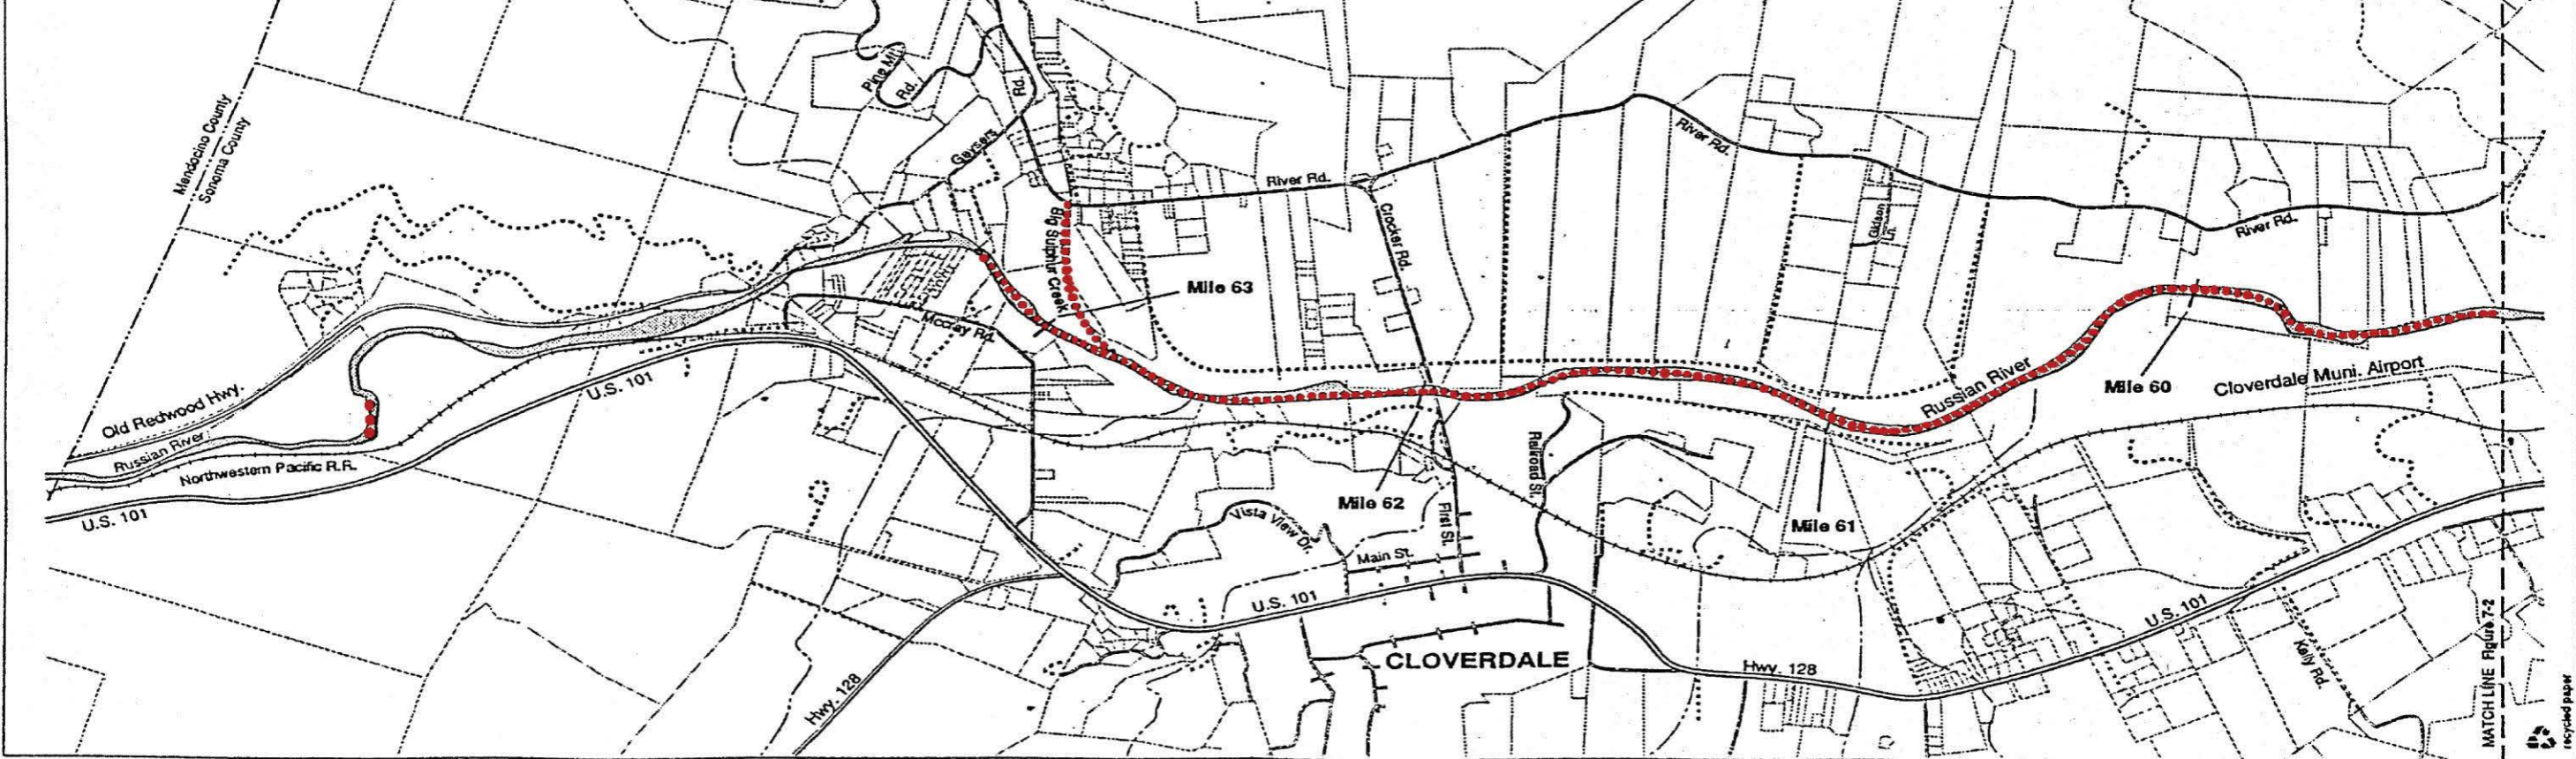 Mendocino County
Sonoma County
Pine Mt.
Rd.
Rd.
Geysers
Big Sulphur Creek
River Rd.
River Rd.
River Rd.
Crocker Rd.
Gibson
Ln.
Mile 63
Mccray Rd.
Old Redwood Hwy.
Russian River
Northwestern Pacific R.R.
U.S. 101
U.S. 101
Russian River
Mile 60
Cloverdale Muni. Airport
Mile 62
Mile 61
Railroad St.
First St.
Vista View Dr.
Main St.
U.S. 101
U.S. 101
CLOVERDALE
Hwy. 128
Hwy. 128
Kelly Rd.
MATCH LINE Figure 7-2
recycled paper